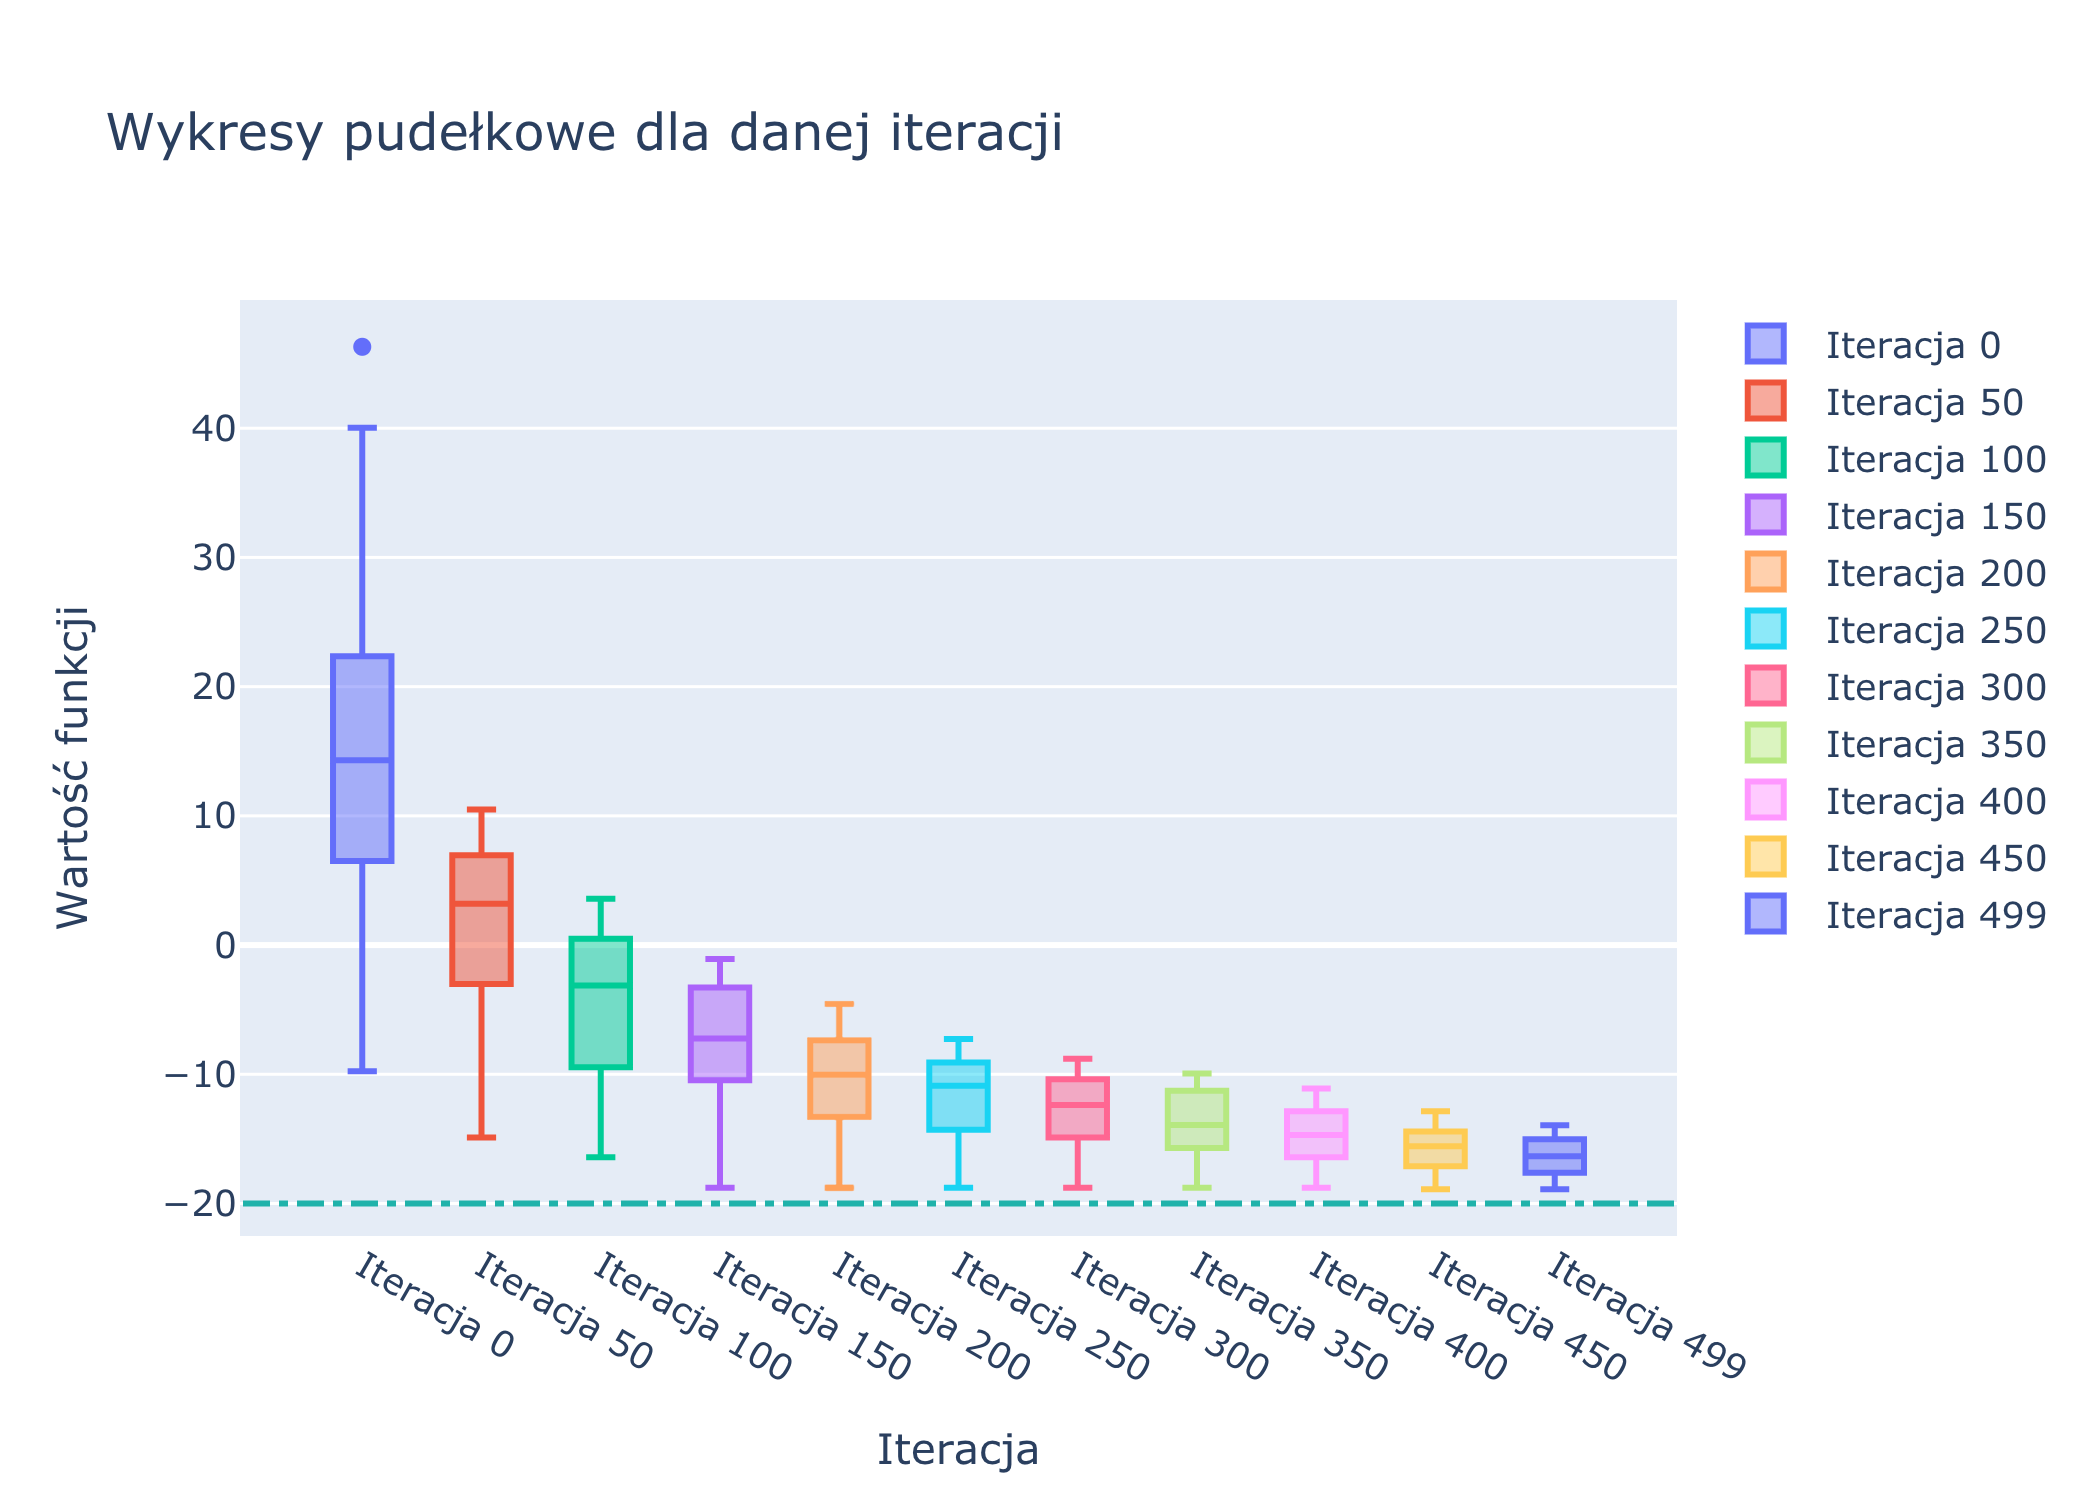 Wykresy pudełkowe dla danej iteracji
Wartość funkcji
40
30
20
10
0
−10
−20
Iteracja 0
Iteracja 50
Iteracja 100
Iteracja 150
Iteracja 200
Iteracja 250
Iteracja 300
Iteracja 350
Iteracja 400
Iteracja 450
Iteracja 499
Iteracja
Iteracja 0
Iteracja 50
Iteracja 100
Iteracja 150
Iteracja 200
Iteracja 250
Iteracja 300
Iteracja 350
Iteracja 400
Iteracja 450
Iteracja 499